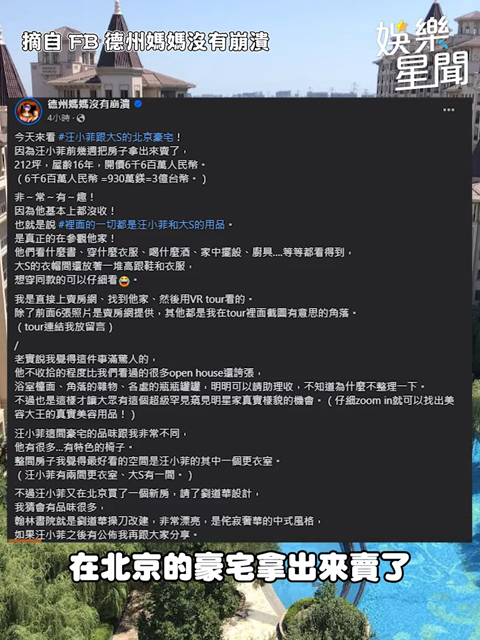 摘自 FB 德州媽媽沒有崩潰
娛樂
星聞
德州媽媽沒有崩潰
4小時
今天來看 #汪小菲跟大S的北京豪宅！
因為汪小菲前幾週把房子拿出來賣了，
212坪，屋齡16年，開價6千6百萬人民幣。
（6千6百萬人民幣 =930萬鎂=3億台幣。）
非～常～有～趣！
因為他基本上都沒收！
也就是說 #裡面的一切都是汪小菲和大S的用品。
是真正的在參觀他家！
他們看什麼書、穿什麼衣服、喝什麼酒、家中擺設、廚具....等等都看得到，
大S的衣帽間還放著一堆高跟鞋和衣服，
想穿同款的可以仔細看😂。
我是直接上賣房網、找到他家、然後用VR tour看的。
除了前面6張照片是賣房網提供，其他都是我在tour裡面截圖有意思的角落。
（tour連結我放留言）
/
老實說我覺得這件事滿驚人的，
他不收拾的程度比我們看過的很多open house還誇張，
浴室檯面、角落的雜物、各處的瓶瓶罐罐，明明可以請助理收，不知道為什麼不整理一下。
不過也是這樣才讓大眾有這個超級罕見窺見明星家真實樣貌的機會。（仔細zoom in就可以找出美
容大王的真實美容用品！）
汪小菲這間豪宅的品味跟我非常不同，
他有很多...有特色的椅子。
整間房子我覺得最好看的空間是汪小菲的其中一個更衣室。
（汪小菲有兩間更衣室、大S有一間。）
不過汪小菲又在北京買了一個新房，請了劉道華設計，
我猜會有品味很多，
翰林書院就是劉道華操刀改建，非常漂亮，是侘寂奢華的中式風格，
如果汪小菲之後有公佈我再跟大家分享。
在北京的豪宅拿出來賣了